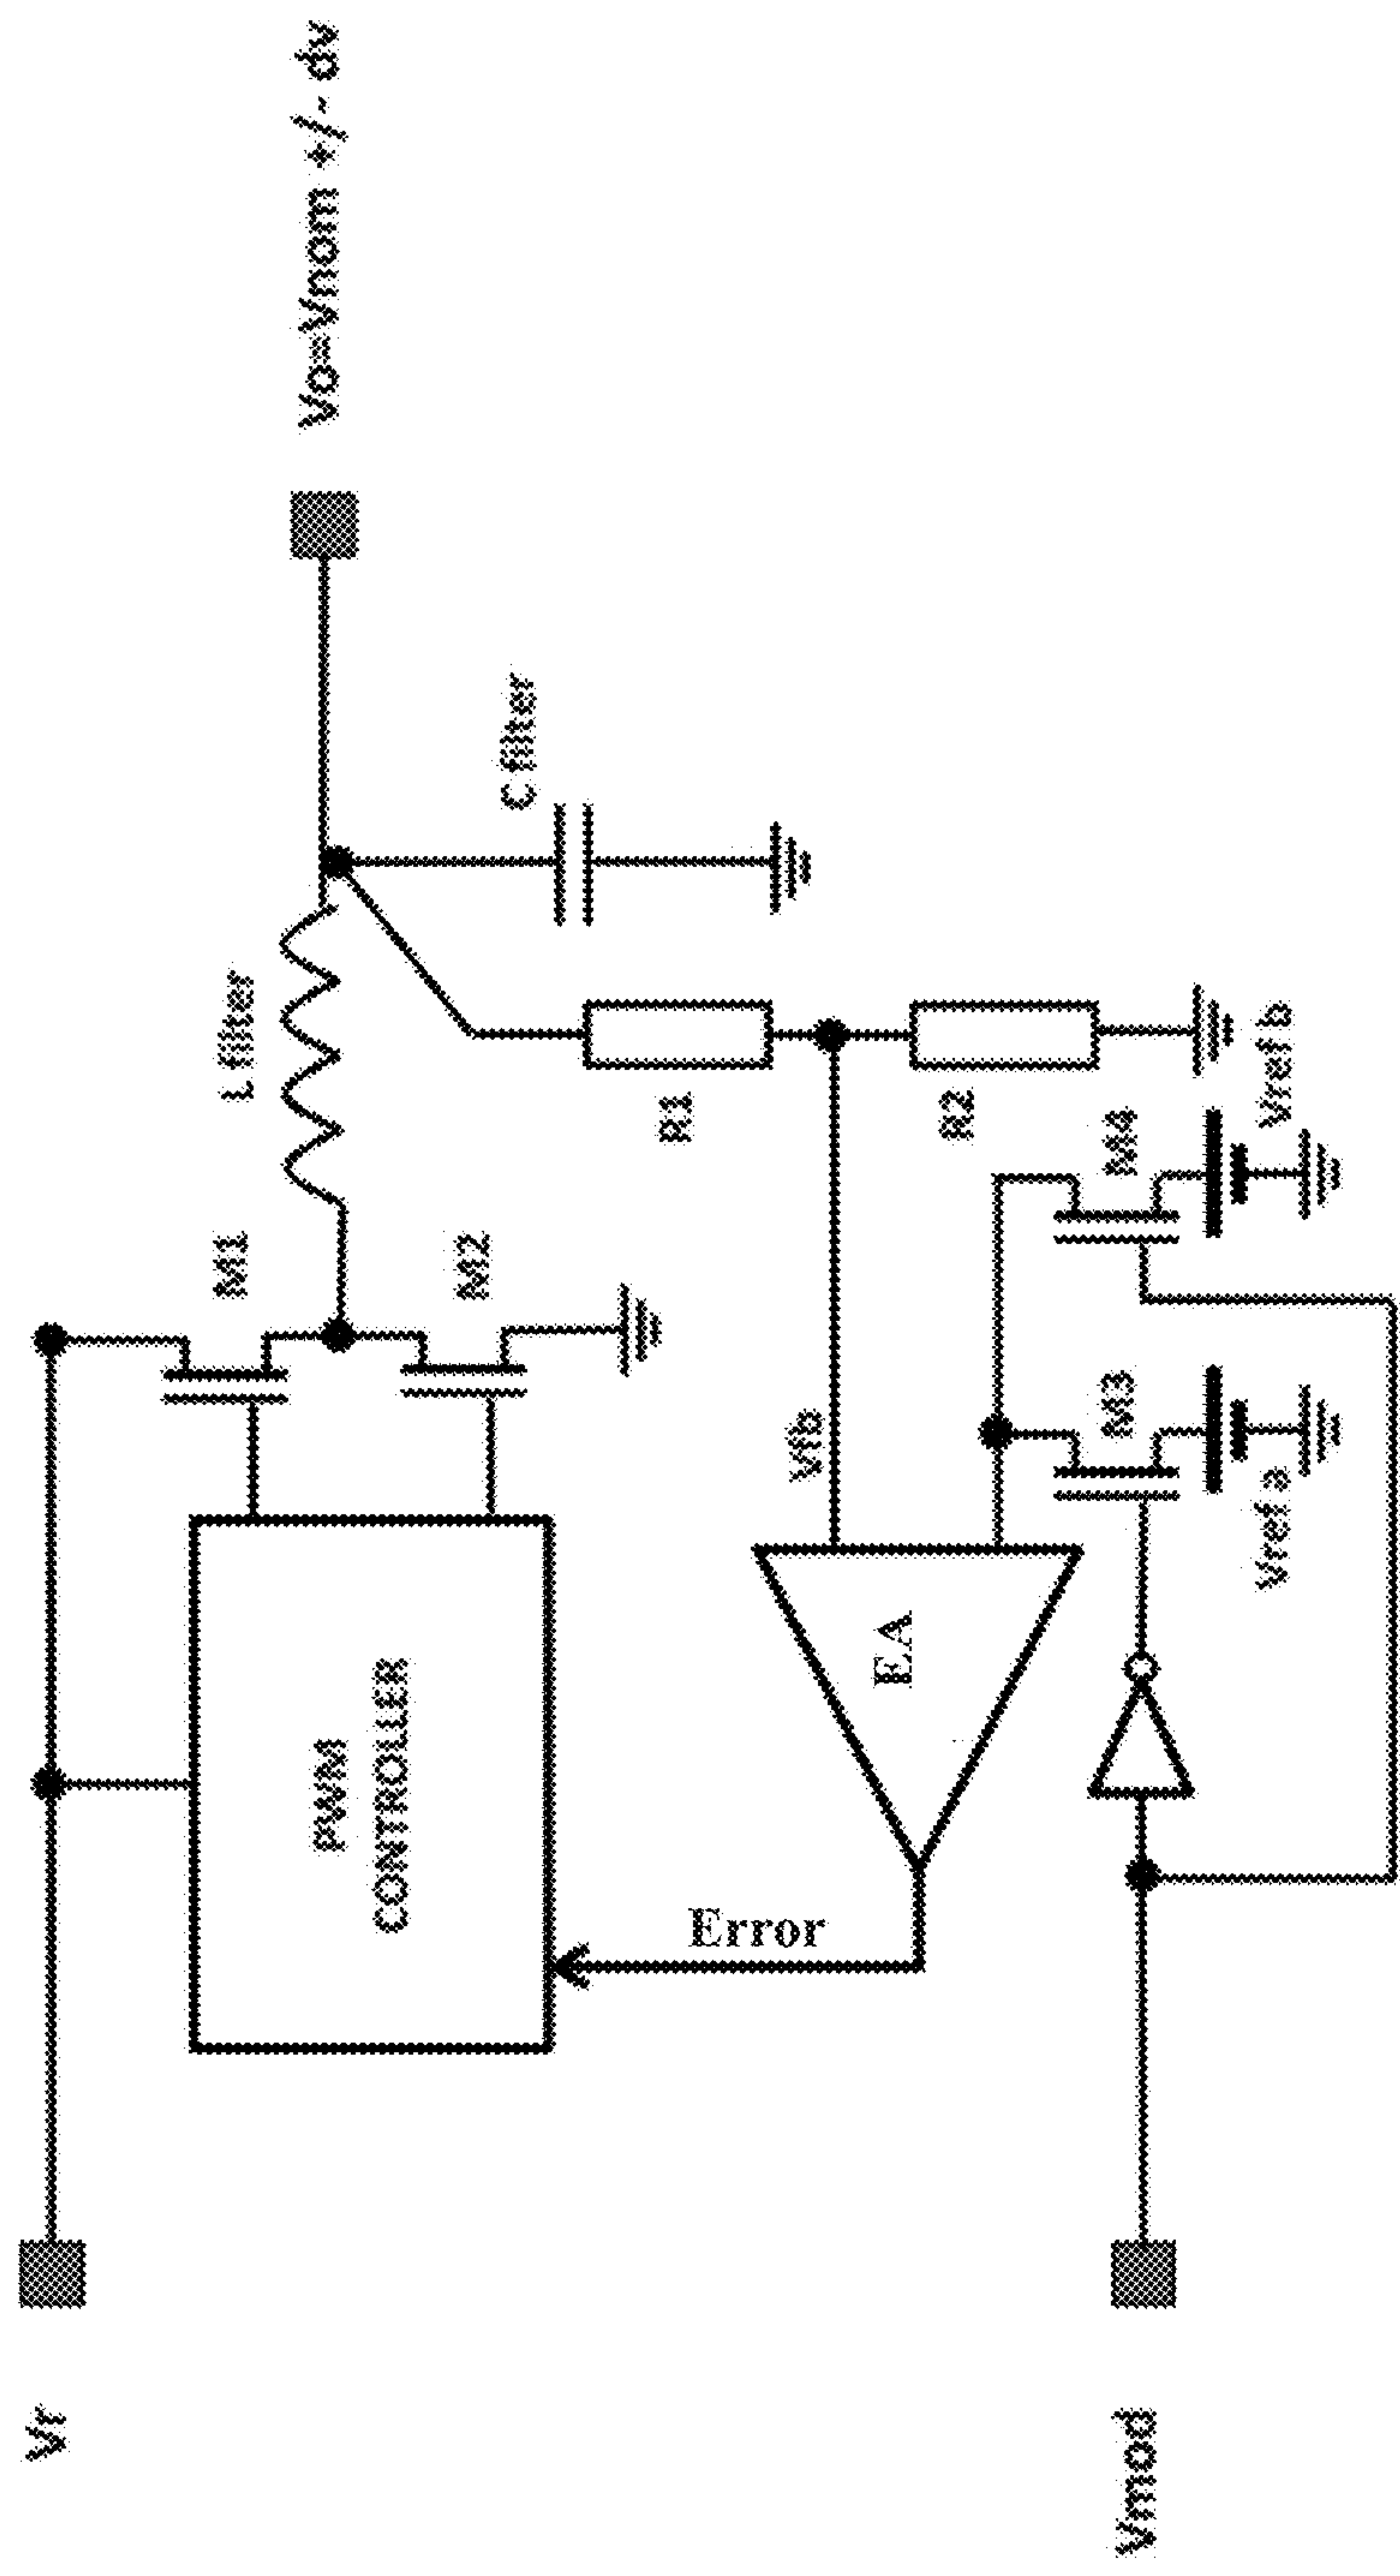 Vr
PWM
CONTROLLER
M1
M2
L filter
C filter
Vo=Vnom +/- dv
Error
EA
Vfb
R1
R2
Vmod
M3
Vref a
M4
Vref b